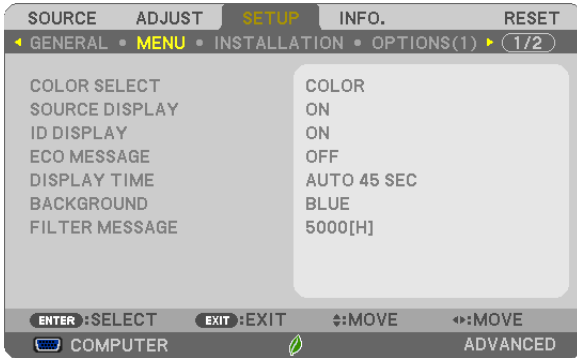 SOURCE ADJUST SETUP INFO. RESET
GENERAL • MENU • INSTALLATION • OPTIONS(1) 1/2
COLOR SELECT COLOR
SOURCE DISPLAY ON
ID DISPLAY ON
ECO MESSAGE OFF
DISPLAY TIME AUTO 45 SEC
BACKGROUND BLUE
FILTER MESSAGE 5000[H]
ENTER :SELECT EXIT :EXIT :MOVE :MOVE
COMPUTER ADVANCED